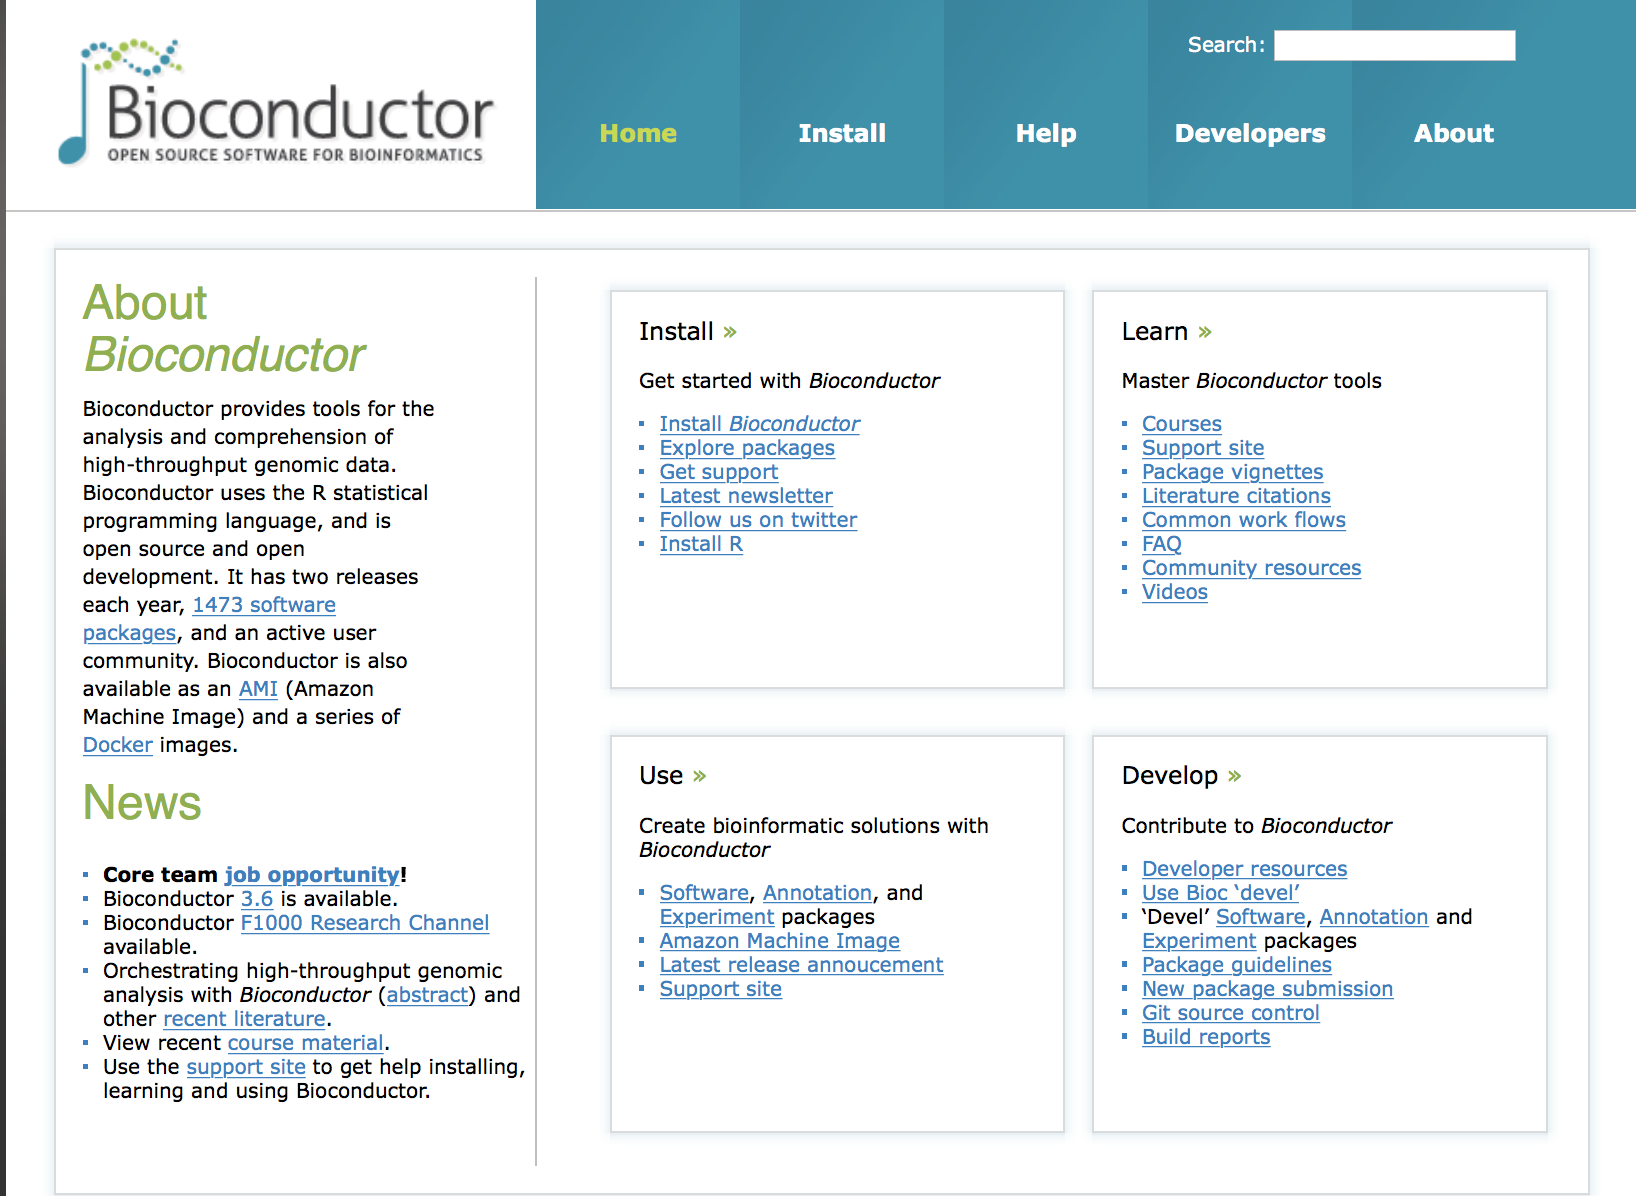 Bioconductor
OPEN SOURCE SOFTWARE FOR BIOINFORMATICS
Search:
Home Install Help Developers About
About
Bioconductor
Bioconductor provides tools for the
analysis and comprehension of
high-throughput genomic data.
Bioconductor uses the R statistical
programming language, and is
open source and open
development. It has two releases
each year, 1473 software
packages, and an active user
community. Bioconductor is also
available as an AMI (Amazon
Machine Image) and a series of
Docker images.
News
Core team job opportunity!
Bioconductor 3.6 is available.
Bioconductor F1000 Research Channel
available.
Orchestrating high-throughput genomic
analysis with Bioconductor (abstract) and
other recent literature.
View recent course material.
Use the support site to get help installing,
learning and using Bioconductor.
Install »
Get started with Bioconductor
Install Bioconductor
Explore packages
Get support
Latest newsletter
Follow us on twitter
Install R
Learn »
Master Bioconductor tools
Courses
Support site
Package vignettes
Literature citations
Common work flows
FAQ
Community resources
Videos
Use »
Create bioinformatic solutions with
Bioconductor
Software, Annotation, and
Experiment packages
Amazon Machine Image
Latest release annoucement
Support site
Develop »
Contribute to Bioconductor
Developer resources
Use Bioc ‘devel’
‘Devel’ Software, Annotation and
Experiment packages
Package guidelines
New package submission
Git source control
Build reports